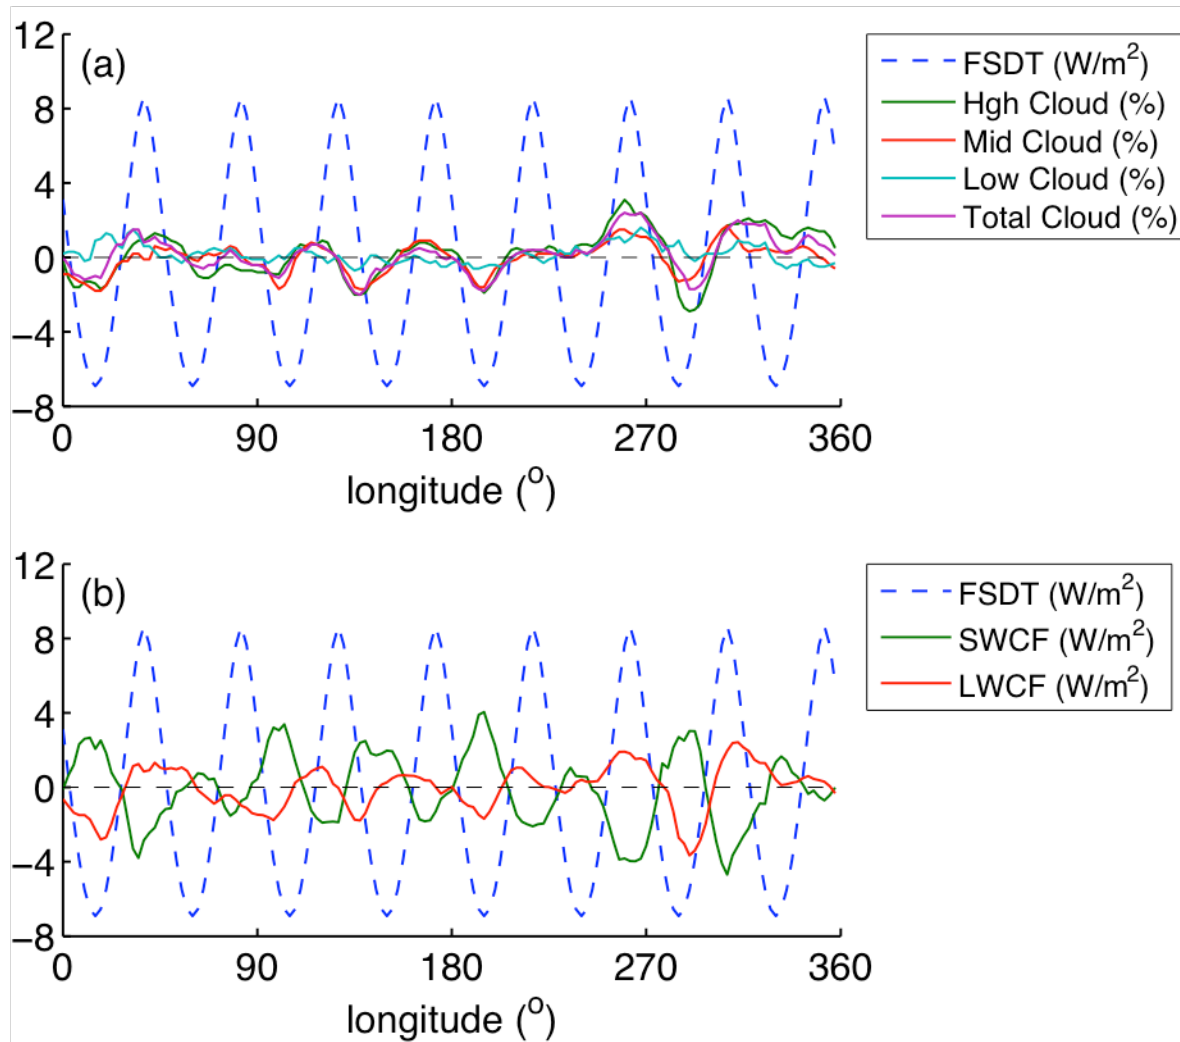 12
8
4
0
−4
−8
(a)
0 90 180 270 360
longitude (°)
FSDT (W/m²)
Hgh Cloud (%)
Mid Cloud (%)
Low Cloud (%)
Total Cloud (%)
12
8
4
0
−4
−8
(b)
0 90 180 270 360
longitude (°)
FSDT (W/m²)
SWCF (W/m²)
LWCF (W/m²)